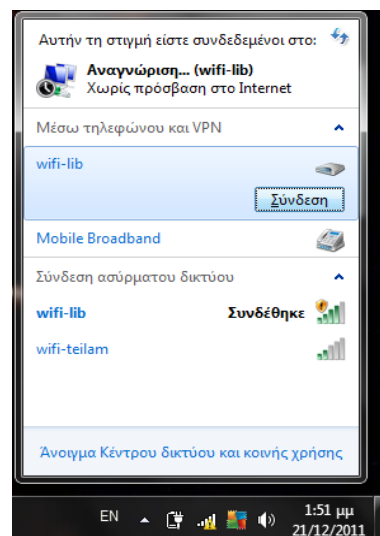 Αυτήν τη στιγμή είστε συνδεδεμένοι στο:
Αναγνώριση... (wifi-lib)
Χωρίς πρόσβαση στο Internet
Μέσω τηλεφώνου και VPN
wifi-lib
Σύνδεση
Mobile Broadband
Σύνδεση ασύρματου δικτύου
wifi-lib Συνδέθηκε
wifi-teilam
Άνοιγμα Κέντρου δικτύου και κοινής χρήσης
EN 1:51 μμ
21/12/2011